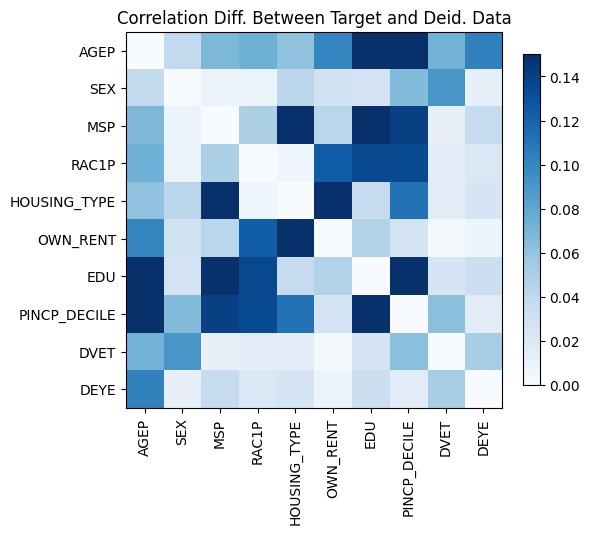 Correlation Diff. Between Target and Deid. Data
AGEP
SEX
MSP
RAC1P
HOUSING_TYPE
OWN_RENT
EDU
PINCP_DECILE
DVET
DEYE
0.14
0.12
0.10
0.08
0.06
0.04
0.02
0.00
AGEP
SEX
MSP
RAC1P
HOUSING_TYPE
OWN_RENT
EDU
PINCP_DECILE
DVET
DEYE